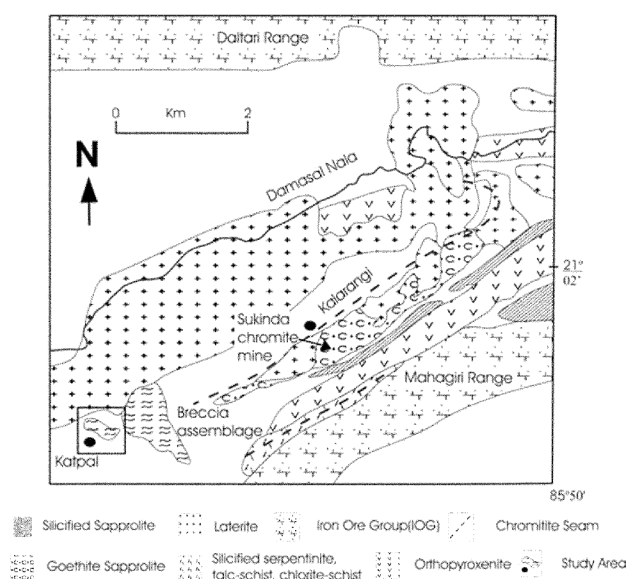 Daitari Range
0 Km 2
N
Damasal Nala
21°
02'
Kalarangi
Sukinda
chromite
mine
Mahagiri Range
Breccia
assemblage
Katpal
85°50'
Silicified Sapprolite
Laterite
Iron Ore Group(IOG)
Chromitite Seam
Goethite Sapprolite
Silicified serpentinite,
talc-schist, chlorite-schist
Orthopyroxenite
Study Area